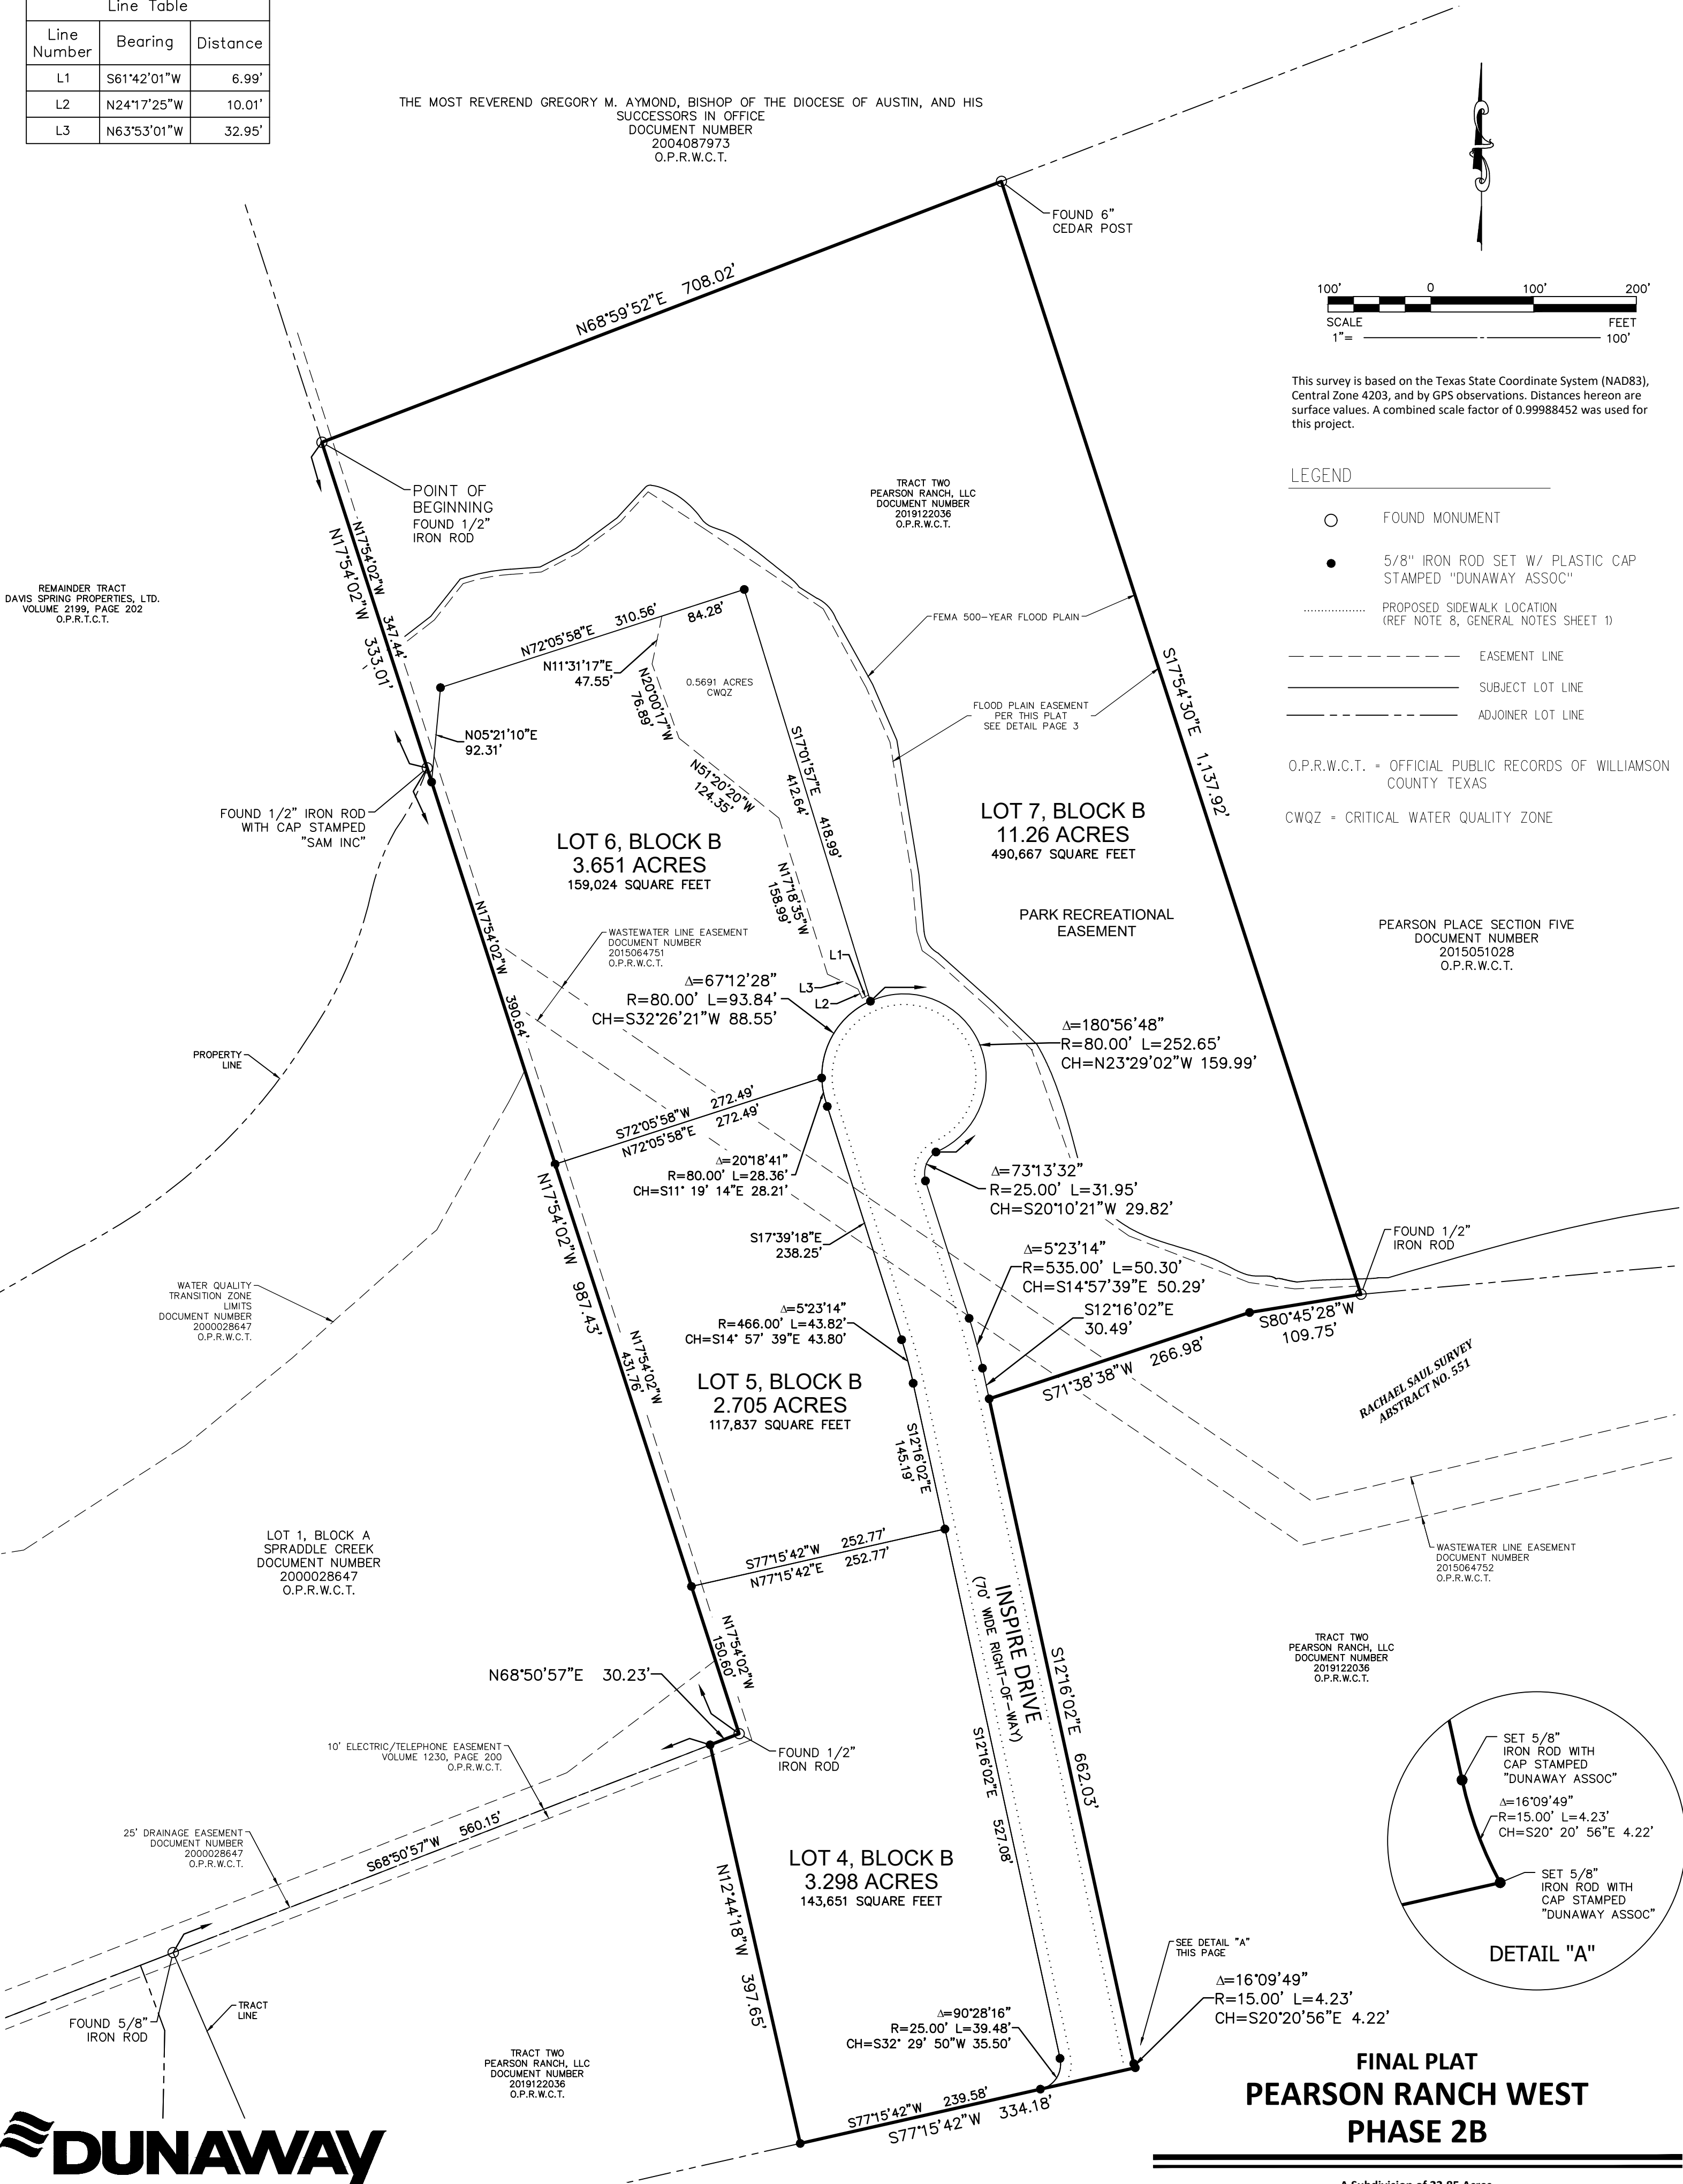 Line Table
Line Number Bearing Distance
L1 S61°42'01"W 6.99'
L2 N24°17'25"W 10.01'
L3 N63°53'01"W 32.95'
THE MOST REVEREND GREGORY M. AYMOND, BISHOP OF THE DIOCESE OF AUSTIN, AND HIS
SUCCESSORS IN OFFICE
DOCUMENT NUMBER
2004087973
O.P.R.W.C.T.
FOUND 6"
CEDAR POST
N68°59'52"E 708.02'
100' 0 100' 200'
SCALE FEET
1"= 100'
This survey is based on the Texas State Coordinate System (NAD83),
Central Zone 4203, and by GPS observations. Distances hereon are
surface values. A combined scale factor of 0.99988452 was used for
this project.
LEGEND
FOUND MONUMENT
5/8" IRON ROD SET W/ PLASTIC CAP
STAMPED "DUNAWAY ASSOC"
PROPOSED SIDEWALK LOCATION
(REF NOTE 8, GENERAL NOTES SHEET 1)
EASEMENT LINE
SUBJECT LOT LINE
ADJOINER LOT LINE
O.P.R.W.C.T. = OFFICIAL PUBLIC RECORDS OF WILLIAMSON
COUNTY TEXAS
CWQZ = CRITICAL WATER QUALITY ZONE
POINT OF
BEGINNING
FOUND 1/2"
IRON ROD
TRACT TWO
PEARSON RANCH, LLC
DOCUMENT NUMBER
2019122036
O.P.R.W.C.T.
N17°54'02"W 347.44'
N17°54'02"W 333.01'
REMAINDER TRACT
DAVIS SPRING PROPERTIES, LTD.
VOLUME 2199, PAGE 202
O.P.R.T.C.T.
N72°05'58"E 310.56'
84.28'
N11°31'17"E
47.55'
N20°00'17"W
76.89'
0.5691 ACRES
CWQZ
FEMA 500-YEAR FLOOD PLAIN
FLOOD PLAIN EASEMENT
PER THIS PLAT
SEE DETAIL PAGE 3
S17°54'30"E 1,137.92'
N05°21'10"E
92.31'
N51°20'20"W
124.35'
S17°01'57"E 418.99'
412.64'
FOUND 1/2" IRON ROD
WITH CAP STAMPED
"SAM INC"
LOT 6, BLOCK B
3.651 ACRES
159,024 SQUARE FEET
LOT 7, BLOCK B
11.26 ACRES
490,667 SQUARE FEET
N17°18'35"W
158.99'
PARK RECREATIONAL
EASEMENT
PEARSON PLACE SECTION FIVE
DOCUMENT NUMBER
2015051028
O.P.R.W.C.T.
N17°54'02"W 390.64'
WASTEWATER LINE EASEMENT
DOCUMENT NUMBER
2015064751
O.P.R.W.C.T.
L1
L3
L2
Δ=67°12'28"
R=80.00' L=93.84'
CH=S32°26'21"W 88.55'
Δ=180°56'48"
R=80.00' L=252.65'
CH=N23°29'02"W 159.99'
PROPERTY
LINE
S72°05'58"W 272.49'
N72°05'58"E 272.49'
Δ=20°18'41"
R=80.00' L=28.36'
CH=S11° 19' 14"E 28.21'
Δ=73°13'32"
R=25.00' L=31.95'
CH=S20°10'21"W 29.82'
S17°39'18"E
238.25'
Δ=5°23'14"
R=535.00' L=50.30'
CH=S14°57'39"E 50.29'
S12°16'02"E
30.49'
FOUND 1/2"
IRON ROD
WATER QUALITY
TRANSITION ZONE
LIMITS
DOCUMENT NUMBER
2000028647
O.P.R.W.C.T.
N17°54'02"W 987.43'
N17°54'02"W
431.76'
Δ=5°23'14"
R=466.00' L=43.82'
CH=S14° 57' 39"E 43.80'
S80°45'28"W
109.75'
S71°38'38"W 266.98'
RACHAEL SAUL SURVEY
ABSTRACT NO. 551
LOT 5, BLOCK B
2.705 ACRES
117,837 SQUARE FEET
S12°16'02"E
145.19'
LOT 1, BLOCK A
SPRADDLE CREEK
DOCUMENT NUMBER
2000028647
O.P.R.W.C.T.
S77°15'42"W 252.77'
N77°15'42"E 252.77'
WASTEWATER LINE EASEMENT
DOCUMENT NUMBER
2015064752
O.P.R.W.C.T.
INSPIRE DRIVE
(70' WIDE RIGHT-OF-WAY)
N17°54'02"W
150.60'
N68°50'57"E 30.23'
TRACT TWO
PEARSON RANCH, LLC
DOCUMENT NUMBER
2019122036
O.P.R.W.C.T.
S12°16'02"E 662.03'
S12°16'02"E 527.08'
10' ELECTRIC/TELEPHONE EASEMENT
VOLUME 1230, PAGE 200
O.P.R.W.C.T.
FOUND 1/2"
IRON ROD
SET 5/8"
IRON ROD WITH
CAP STAMPED
"DUNAWAY ASSOC"
Δ=16°09'49"
R=15.00' L=4.23'
CH=S20° 20' 56"E 4.22'
SET 5/8"
IRON ROD WITH
CAP STAMPED
"DUNAWAY ASSOC"
DETAIL "A"
25' DRAINAGE EASEMENT
DOCUMENT NUMBER
2000028647
O.P.R.W.C.T.
S68°50'57"W 560.15'
LOT 4, BLOCK B
3.298 ACRES
143,651 SQUARE FEET
N12°44'18"W 397.65'
SEE DETAIL "A"
THIS PAGE
Δ=16°09'49"
R=15.00' L=4.23'
CH=S20°20'56"E 4.22'
TRACT
LINE
FOUND 5/8"
IRON ROD
Δ=90°28'16"
R=25.00' L=39.48'
CH=S32° 29' 50"W 35.50'
TRACT TWO
PEARSON RANCH, LLC
DOCUMENT NUMBER
2019122036
O.P.R.W.C.T.
S77°15'42"W 239.58'
S77°15'42"W 334.18'
FINAL PLAT
PEARSON RANCH WEST
PHASE 2B
DUNAWAY